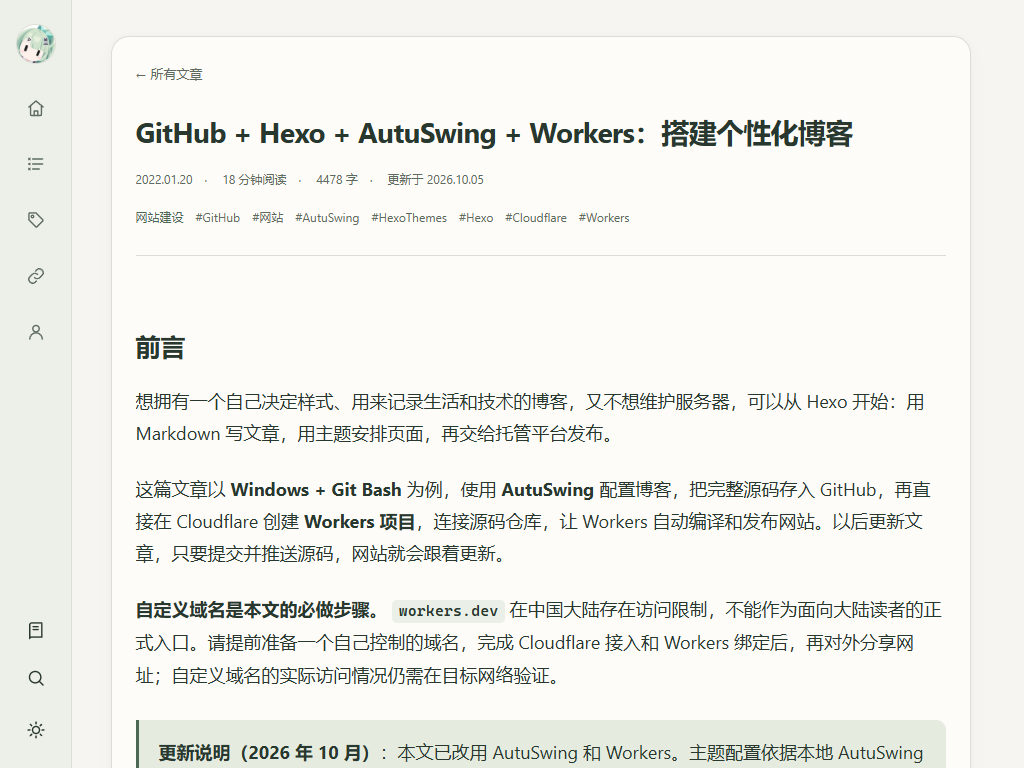 ← 所有文章
GitHub + Hexo + AutuSwing + Workers：搭建个性化博客
2022.01.20 · 18 分钟阅读 · 4478 字 · 更新于 2026.10.05
网站建设 #GitHub #网站 #AutuSwing #HexoThemes #Hexo #Cloudflare #Workers
前言
想拥有一个自己决定样式、用来记录生活和技术的博客，又不想维护服务器，可以从 Hexo 开始：用
Markdown 写文章，用主题安排页面，再交给托管平台发布。
这篇文章以 Windows + Git Bash 为例，使用 AutuSwing 配置博客，把完整源码存入 GitHub，再直
接在 Cloudflare 创建 Workers 项目，连接源码仓库，让 Workers 自动编译和发布网站。以后更新文
章，只要提交并推送源码，网站就会跟着更新。
自定义域名是本文的必做步骤。 workers.dev 在中国大陆存在访问限制，不能作为面向大陆读者的正
式入口。请提前准备一个自己控制的域名，完成 Cloudflare 接入和 Workers 绑定后，再对外分享网
址；自定义域名的实际访问情况仍需在目标网络验证。
更新说明（2026 年 10 月）：本文已改用 AutuSwing 和 Workers。主题配置依据本地 AutuSwing